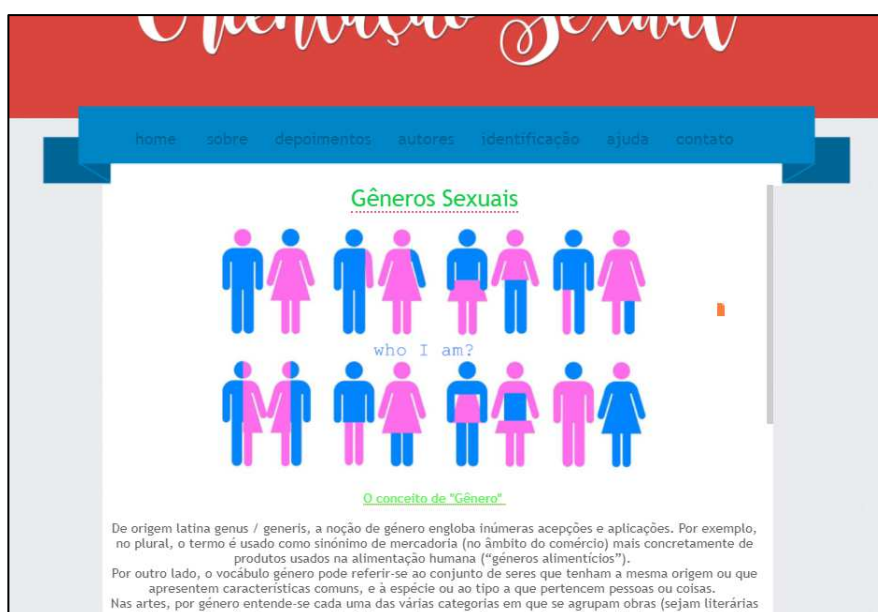 Orientação Sexual
home sobre depoimentos autores identificação ajuda contato
Gêneros Sexuais
who I am?
O conceito de "Gênero"
De origem latina genus / generis, a noção de género engloba inúmeras acepções e aplicações. Por exemplo,
no plural, o termo é usado como sinónimo de mercadoria (no âmbito do comércio) mais concretamente de
produtos usados na alimentação humana (“géneros alimentícios”).
Por outro lado, o vocábulo género pode referir-se ao conjunto de seres que tenham a mesma origem ou que
apresentem características comuns, e à espécie ou ao tipo a que pertencem pessoas ou coisas.
Nas artes, por género entende-se cada uma das várias categorias em que se agrupam obras (sejam literárias